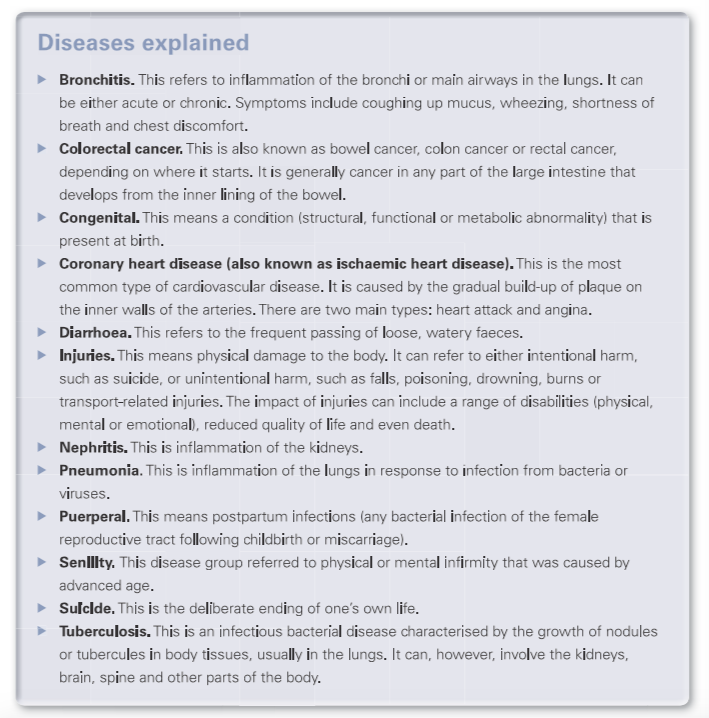 Diseases explained
▶ Bronchitis. This refers to inflammation of the bronchi or main airways in the lungs. It can
be either acute or chronic. Symptoms include coughing up mucus, wheezing, shortness of
breath and chest discomfort.
▶ Colorectal cancer. This is also known as bowel cancer, colon cancer or rectal cancer,
depending on where it starts. It is generally cancer in any part of the large intestine that
develops from the inner lining of the bowel.
▶ Congenital. This means a condition (structural, functional or metabolic abnormality) that is
present at birth.
▶ Coronary heart disease (also known as ischaemic heart disease). This is the most
common type of cardiovascular disease. It is caused by the gradual build-up of plaque on
the inner walls of the arteries. There are two main types: heart attack and angina.
▶ Diarrhoea. This refers to the frequent passing of loose, watery faeces.
▶ Injuries. This means physical damage to the body. It can refer to either intentional harm,
such as suicide, or unintentional harm, such as falls, poisoning, drowning, burns or
transport-related injuries. The impact of injuries can include a range of disabilities (physical,
mental or emotional), reduced quality of life and even death.
▶ Nephritis. This is inflammation of the kidneys.
▶ Pneumonia. This is inflammation of the lungs in response to infection from bacteria or
viruses.
▶ Puerperal. This means postpartum infections (any bacterial infection of the female
reproductive tract following childbirth or miscarriage).
▶ Senility. This disease group referred to physical or mental infirmity that was caused by
advanced age.
▶ Suicide. This is the deliberate ending of one's own life.
▶ Tuberculosis. This is an infectious bacterial disease characterised by the growth of nodules
or tubercules in body tissues, usually in the lungs. It can, however, involve the kidneys,
brain, spine and other parts of the body.